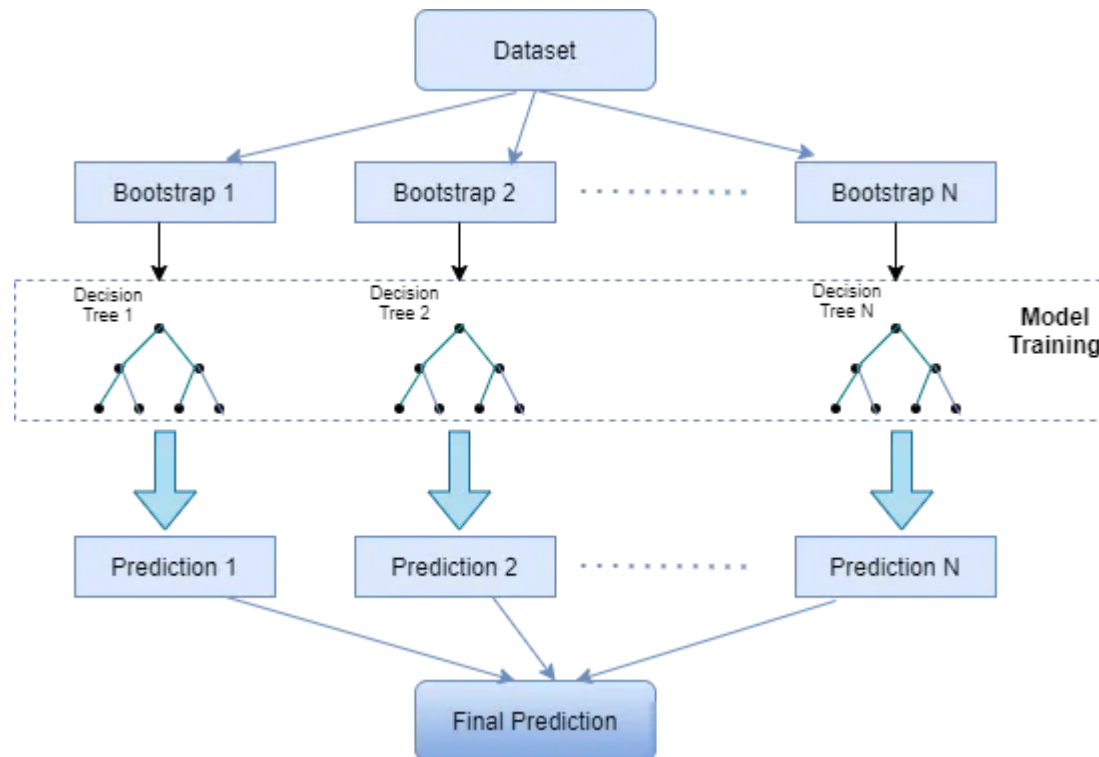 Dataset
Bootstrap 1
Bootstrap 2
Bootstrap N
Decision
Tree 1
Decision
Tree 2
Decision
Tree N
Model
Training
Prediction 1
Prediction 2
Prediction N
Final Prediction